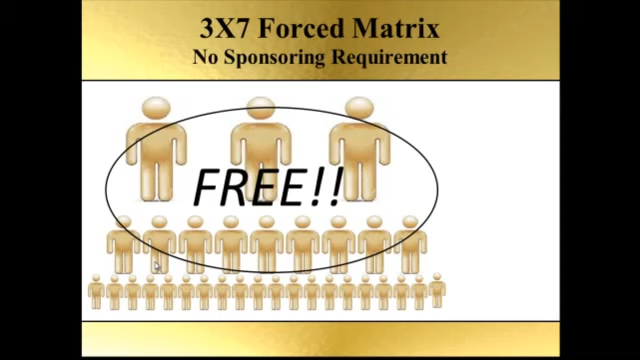 3X7 Forced Matrix
No Sponsoring Requirement
FREE!!